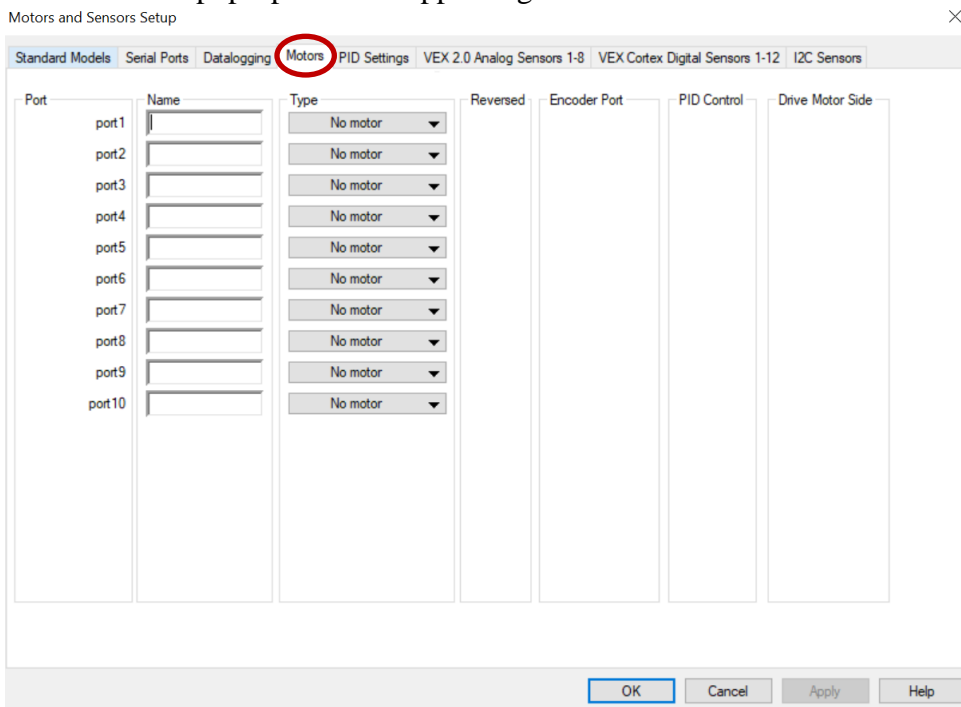 Motors and Sensors Setup
Standard Models Serial Ports Datalogging Motors PID Settings VEX 2.0 Analog Sensors 1-8 VEX Cortex Digital Sensors 1-12 I2C Sensors
Port Name Type Reversed Encoder Port PID Control Drive Motor Side
port1 No motor
port2 No motor
port3 No motor
port4 No motor
port5 No motor
port6 No motor
port7 No motor
port8 No motor
port9 No motor
port10 No motor
OK Cancel Apply Help